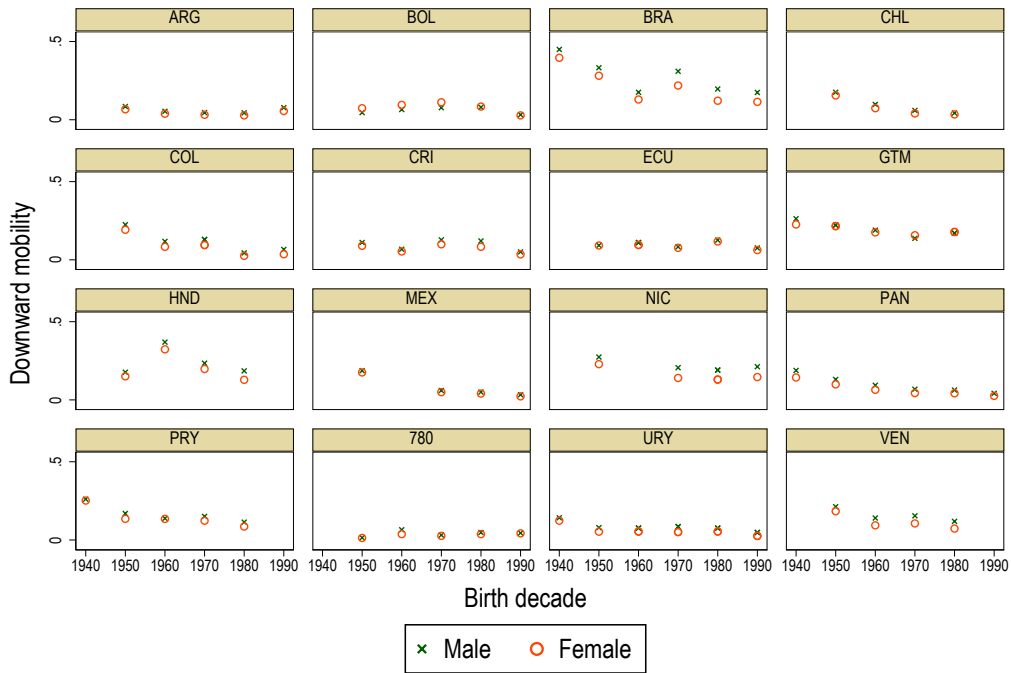 ARG BOL BRA CHL
.5
0
COL CRI ECU GTM
.5
0
HND MEX NIC PAN
.5
0
PRY 780 URY VEN
.5
0
1940 1950 1960 1970 1980 1990 1940 1950 1960 1970 1980 1990 1940 1950 1960 1970 1980 1990 1940 1950 1960 1970 1980 1990
Downward mobility
Birth decade
Male Female